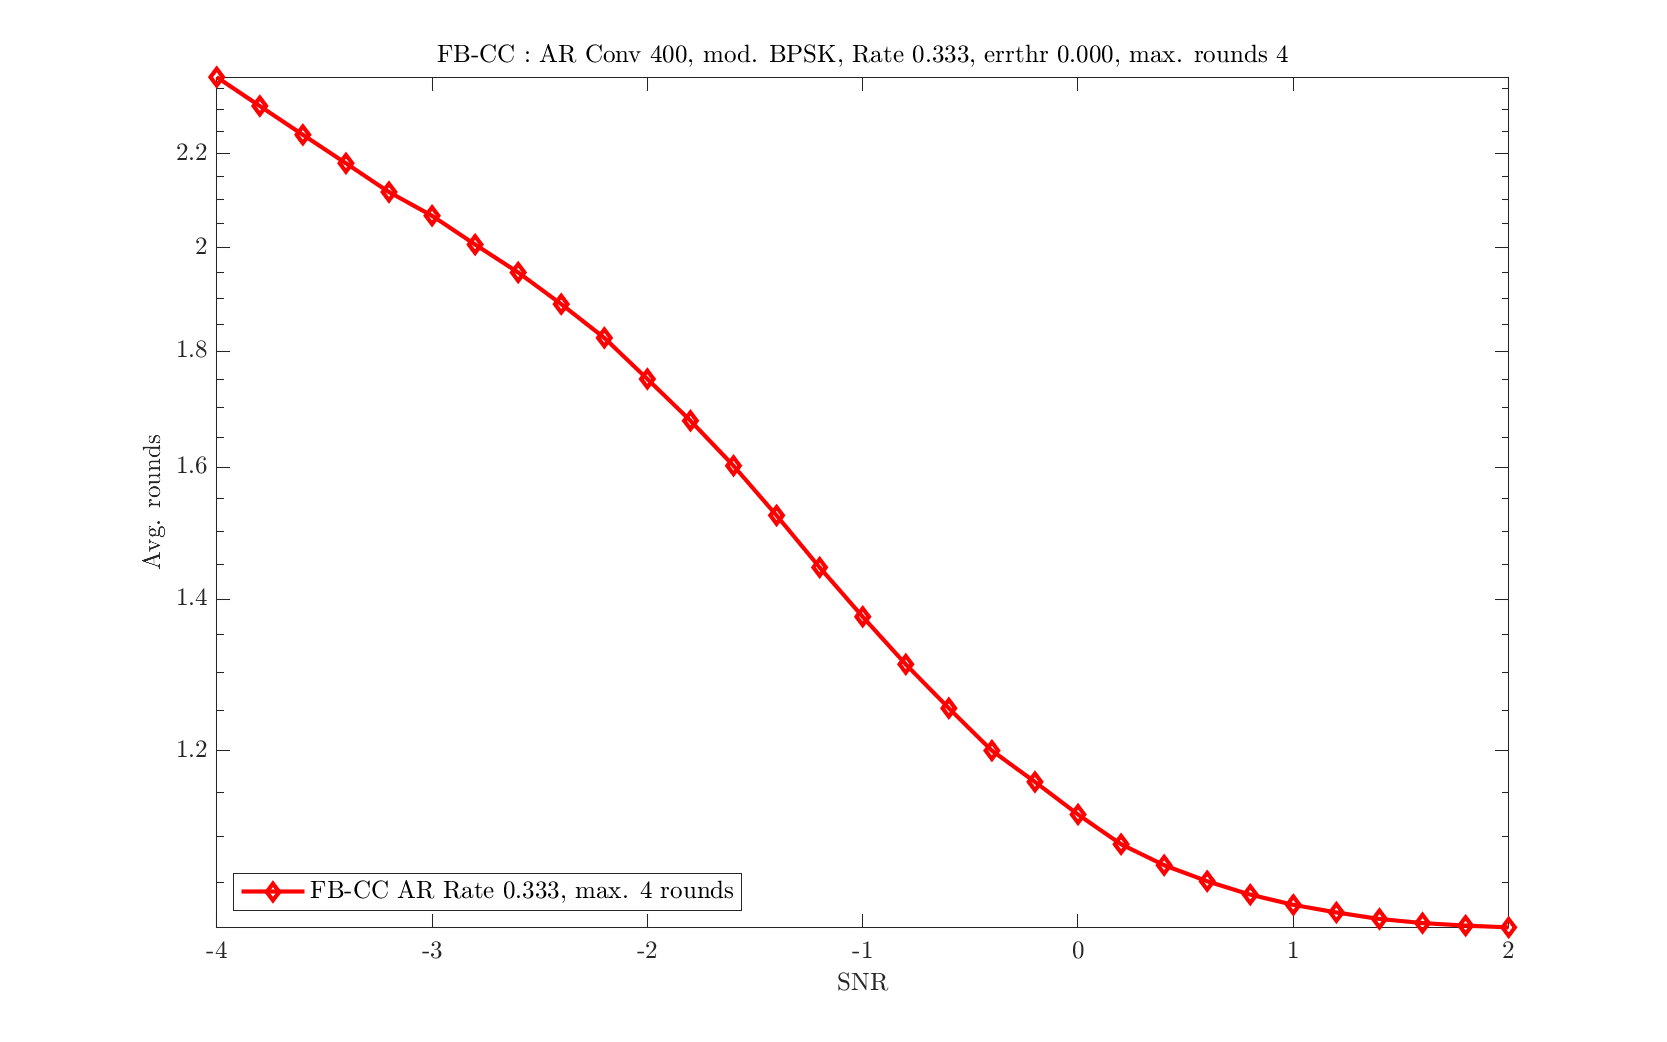 FB-CC : AR Conv 400, mod. BPSK, Rate 0.333, errthr 0.000, max. rounds 4
2.2
2
1.8
1.6
1.4
1.2
Avg. rounds
FB-CC AR Rate 0.333, max. 4 rounds
-4 -3 -2 -1 0 1 2
SNR